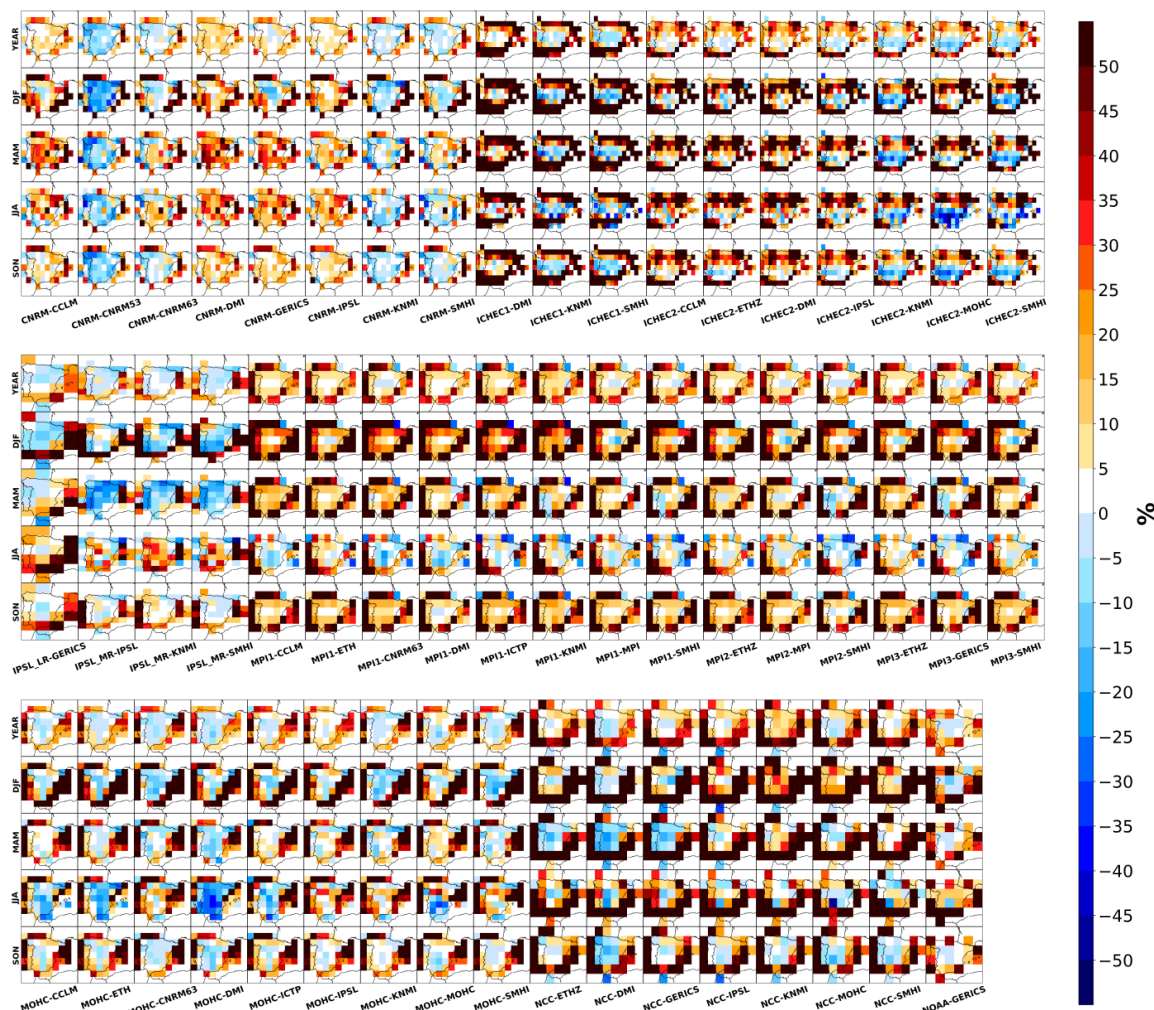 YEAR
DJF
MAM
JJA
SON
CNRM-CCLM CNRM-CNRM53 CNRM-CNRM63 CNRM-DMI CNRM-GERICS CNRM-IPSL CNRM-KNMI CNRM-SMHI ICHEC1-DMI ICHEC1-KNMI ICHEC1-SMHI ICHEC2-CCLM ICHEC2-ETHZ ICHEC2-DMI ICHEC2-IPSL ICHEC2-KNMI ICHEC2-MOHC ICHEC2-SMHI
YEAR
DJF
MAM
JJA
SON
IPSL_LR-GERICS IPSL_MR-IPSL IPSL_MR-KNMI IPSL_MR-SMHI MPI1-CCLM MPI1-ETH MPI1-CNRM63 MPI1-DMI MPI1-ICTP MPI1-KNMI MPI1-MPI MPI1-SMHI MPI2-ETHZ MPI2-MPI MPI2-SMHI MPI3-ETHZ MPI3-GERICS MPI3-SMHI
YEAR
DJF
MAM
JJA
SON
MOHC-CCLM MOHC-ETH MOHC-CNRM63 MOHC-DMI MOHC-ICTP MOHC-IPSL MOHC-KNMI MOHC-MOHC MOHC-SMHI NCC-ETHZ NCC-DMI NCC-GERICS NCC-IPSL NCC-KNMI NCC-MOHC NCC-SMHI NOAA-GERICS
50
45
40
35
30
25
20
15
10
5
0
−5
−10
−15
−20
−25
−30
−35
−40
−45
−50
%